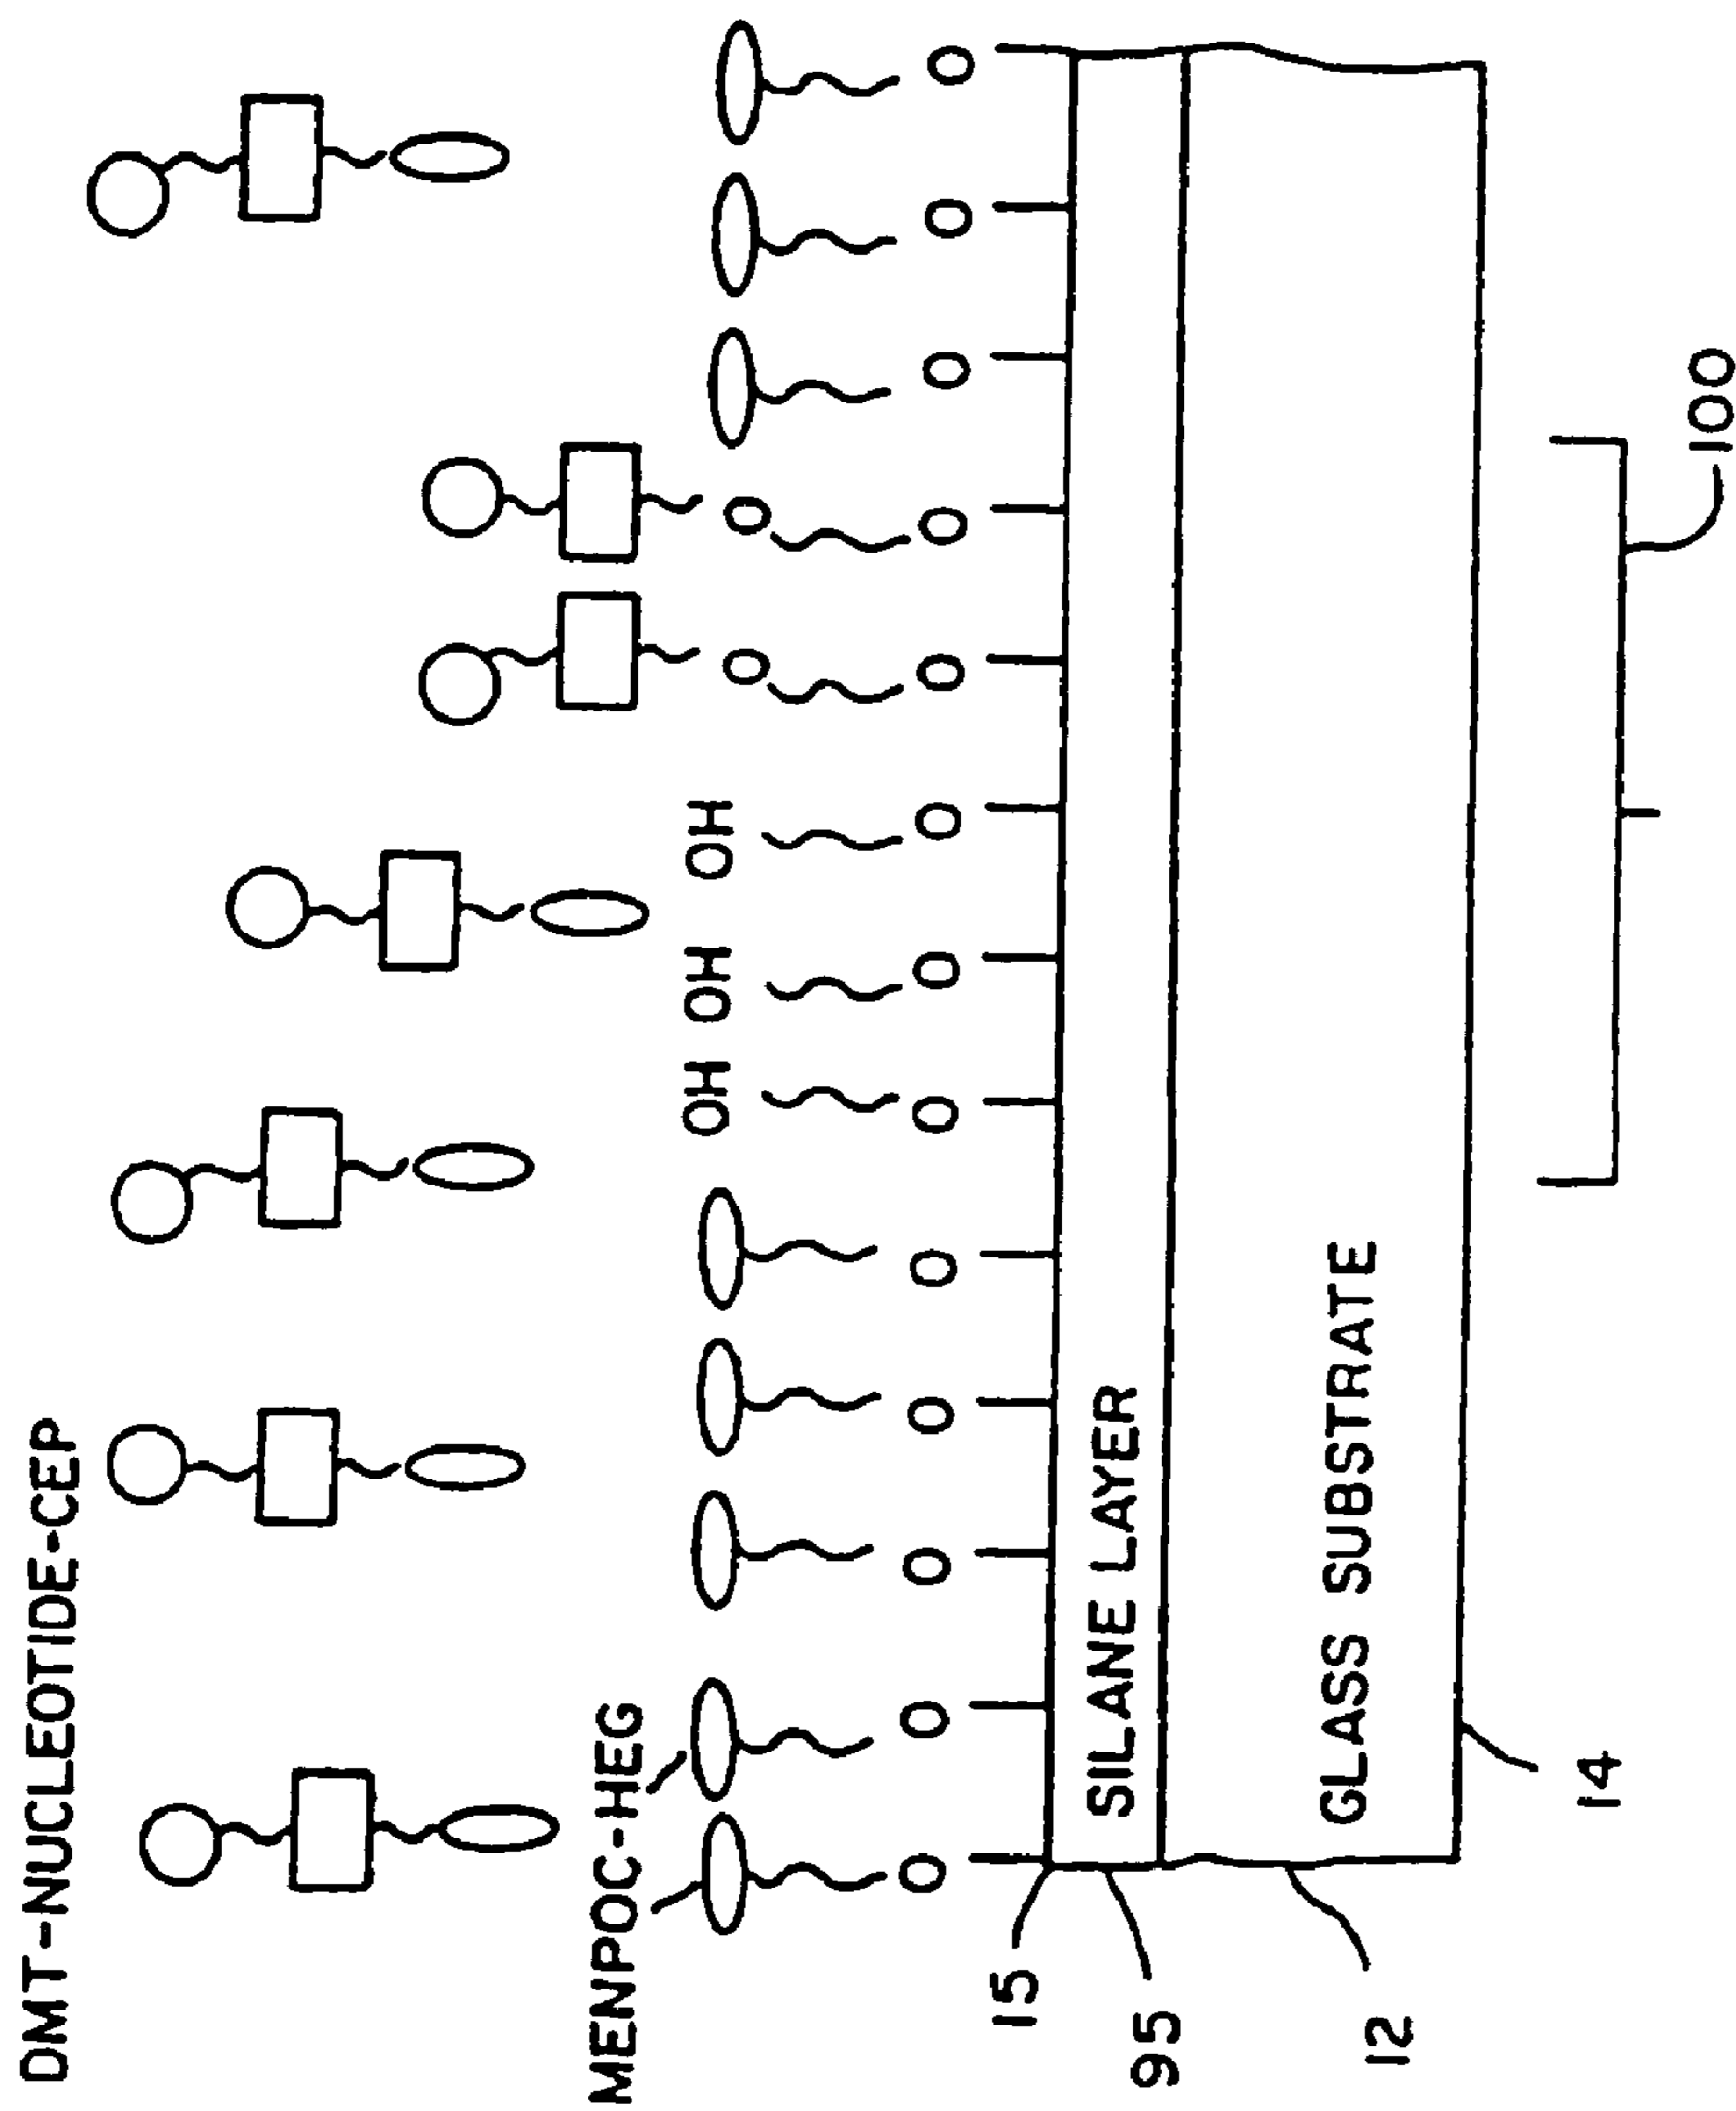 DMT-NUCLEOTIDE-CEP
MENPOC-HEG
OH OH OH
O O
O O O O O O O O O O O O O
15
SILANE LAYER
95
GLASS SUBSTRATE
12
14
100